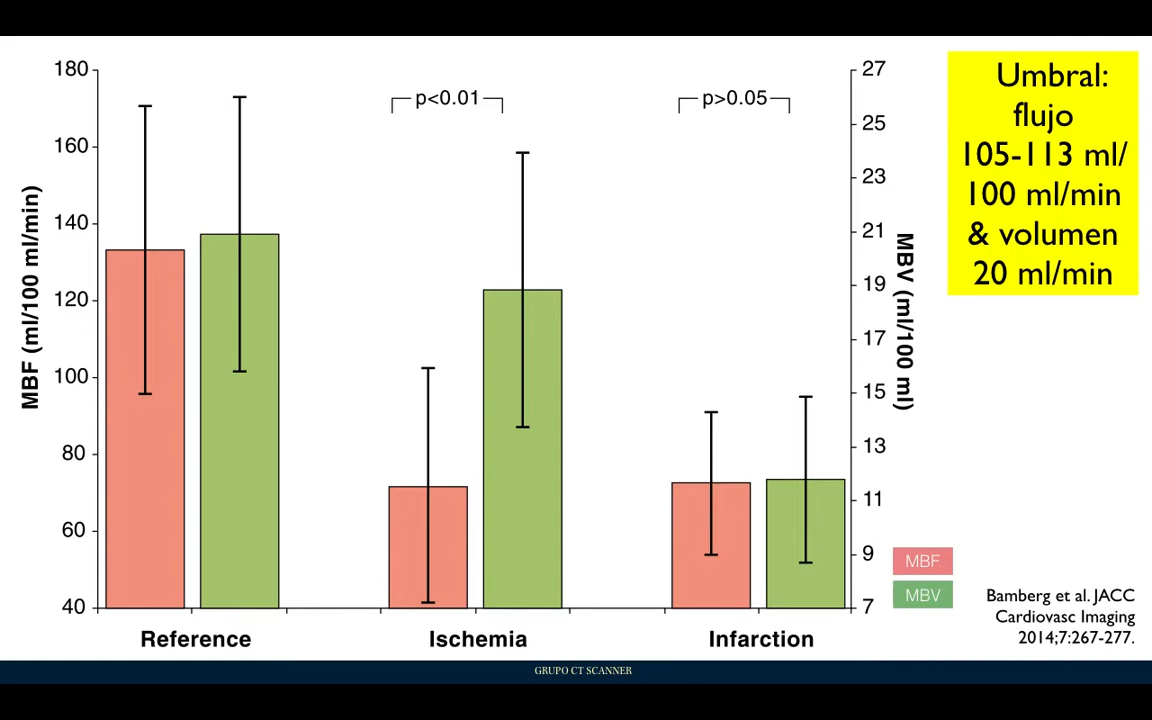 180
160
140
120
100
80
60
40
MBF (ml/100 ml/min)
p<0.01
p>0.05
27
25
23
21
19
17
15
13
11
9
7
MBV (ml/100 ml)
Reference
Ischemia
Infarction
MBF
MBV
Umbral:
flujo
105-113 ml/
100 ml/min
& volumen
20 ml/min
Bamberg et al. JACC
Cardiovasc Imaging
2014;7:267-277.
GRUPO CT SCANNER